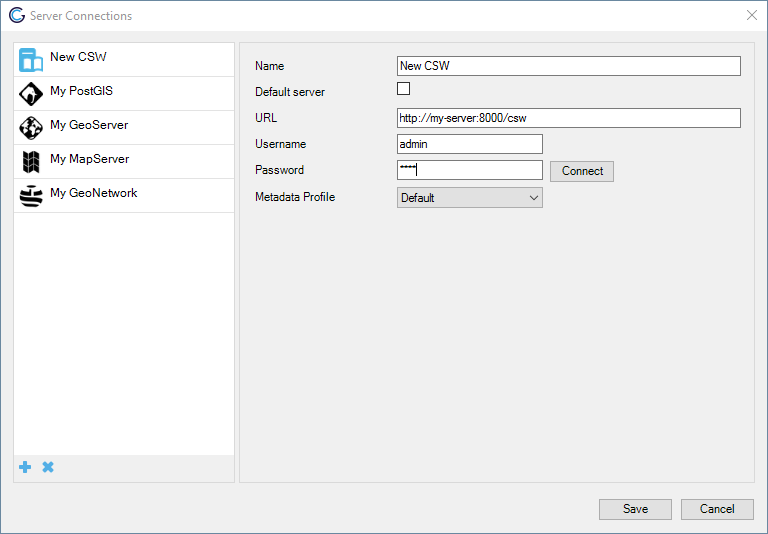 Server Connections
New CSW
My PostGIS
My GeoServer
My MapServer
My GeoNetwork
Name New CSW
Default server
URL http://my-server:8000/csw
Username admin
Password ****
Connect
Metadata Profile Default
Save Cancel